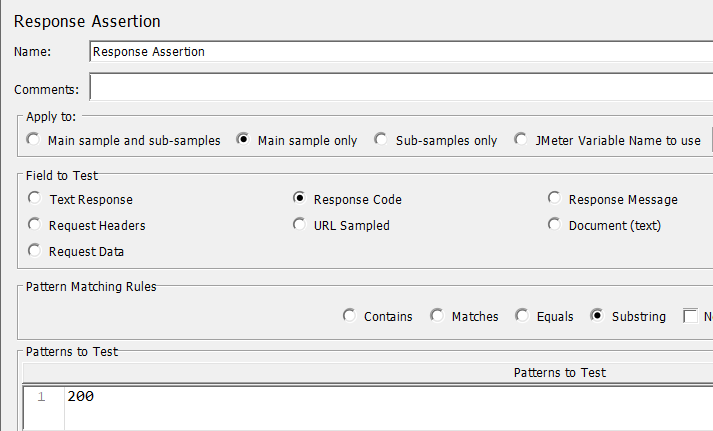 Response Assertion
Name: Response Assertion
Comments:
Apply to:
Main sample and sub-samples Main sample only Sub-samples only JMeter Variable Name to use
Field to Test
Text Response Response Code Response Message
Request Headers URL Sampled Document (text)
Request Data
Pattern Matching Rules
Contains Matches Equals Substring
Patterns to Test
Patterns to Test
1 200